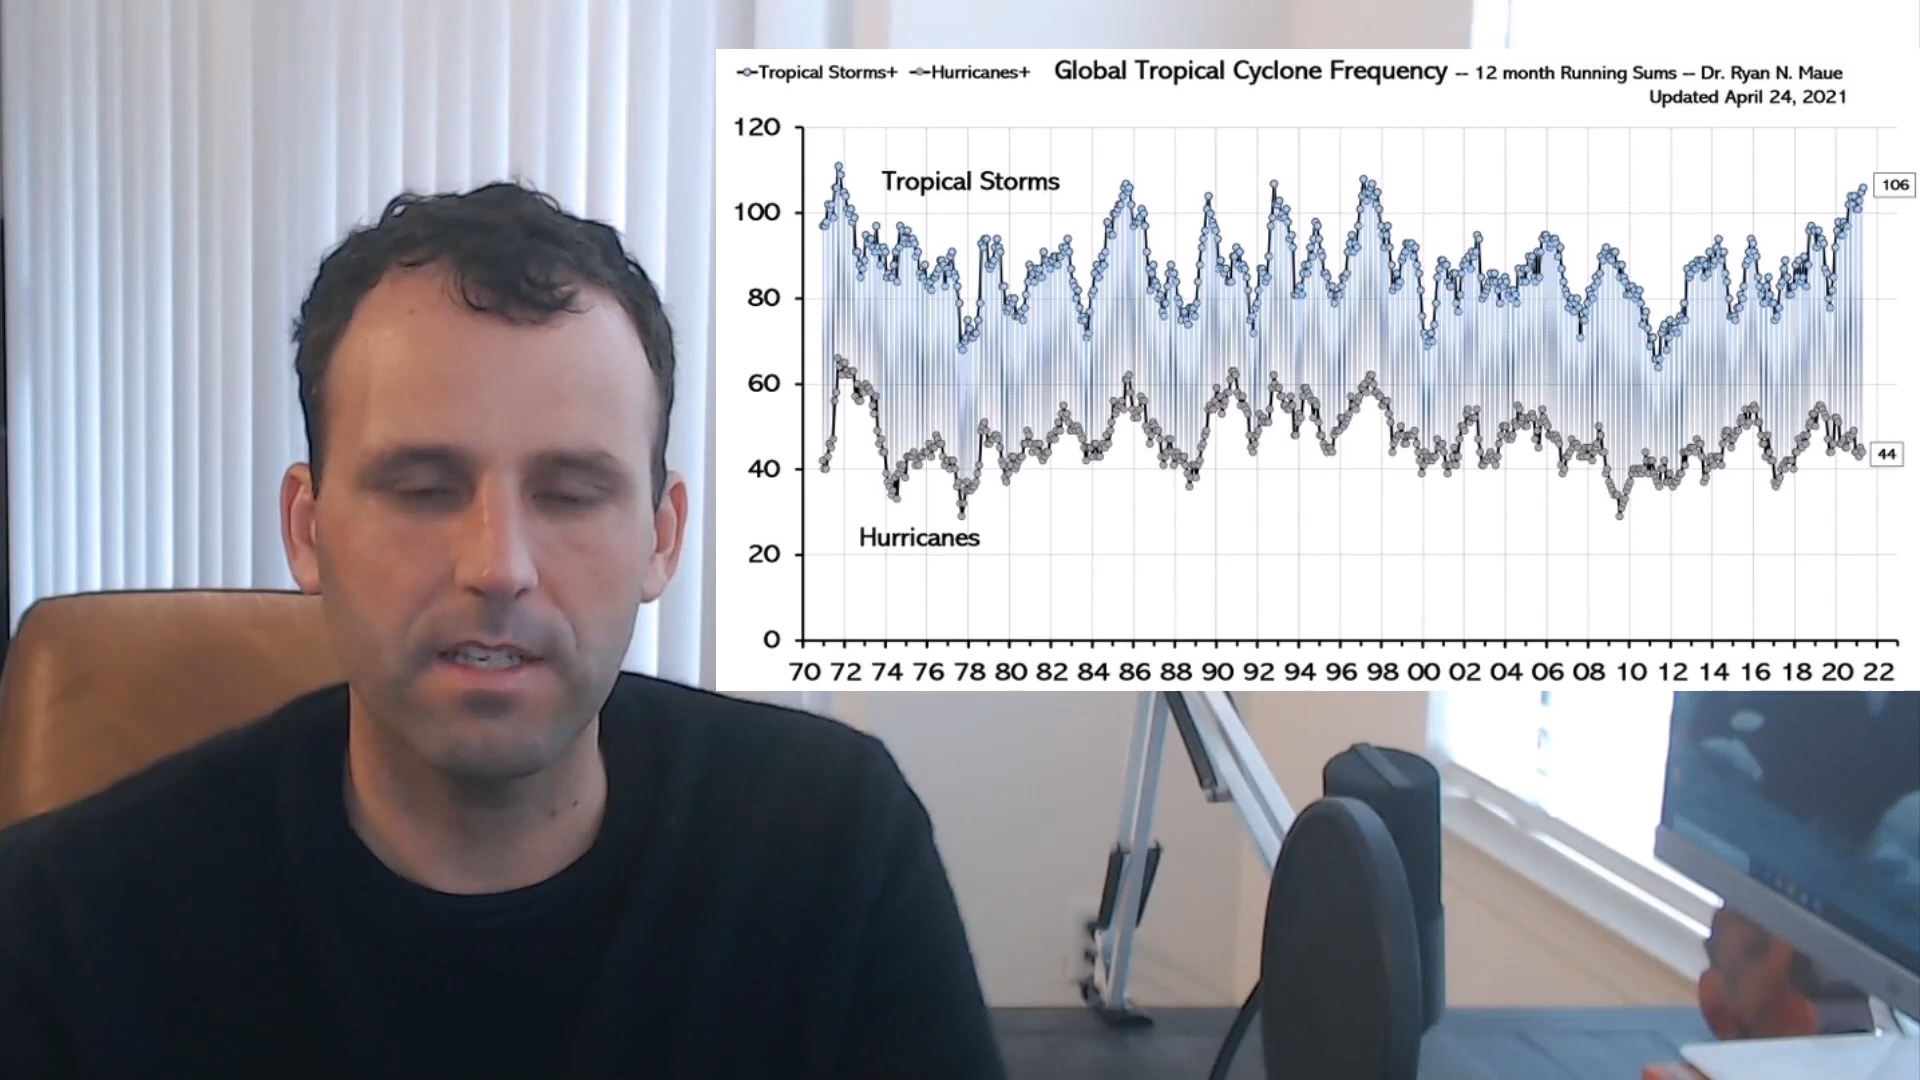 Tropical Storms+ Hurricanes+ Global Tropical Cyclone Frequency -- 12 month Running Sums -- Dr. Ryan N. Maue
Updated April 24, 2021
120
Tropical Storms
106
100
80
60
40
44
Hurricanes
20
0
70 72 74 76 78 80 82 84 86 88 90 92 94 96 98 00 02 04 06 08 10 12 14 16 18 20 22